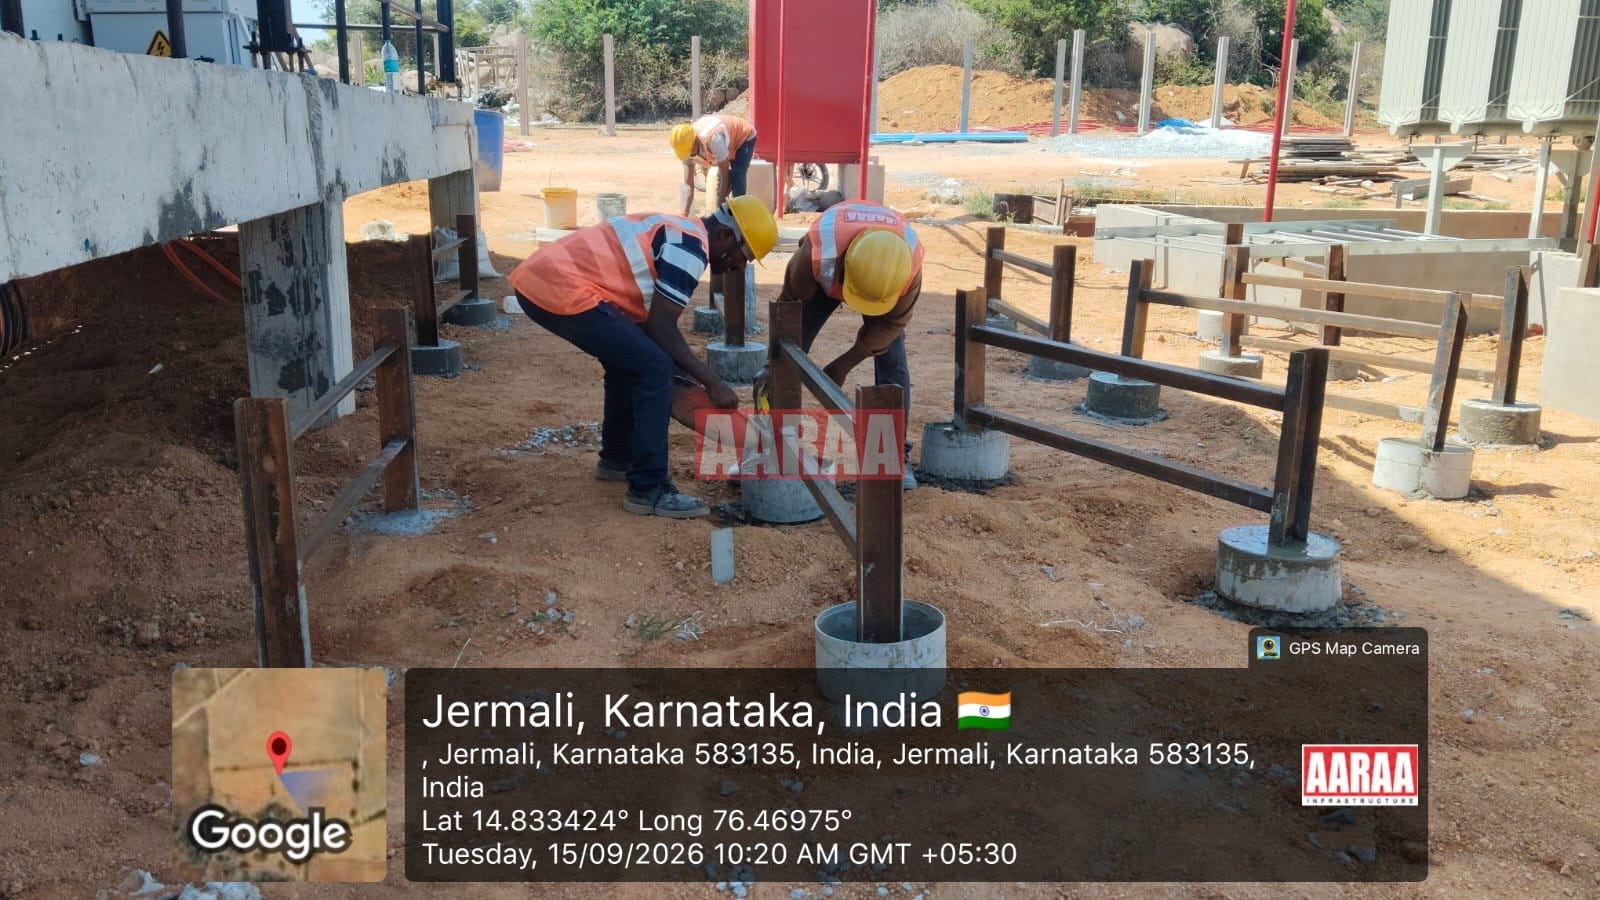 AARAA
AARAA
GPS Map Camera
Jermali, Karnataka, India
, Jermali, Karnataka 583135, India, Jermali, Karnataka 583135,
India
Lat 14.833424° Long 76.46975°
Tuesday, 15/09/2026 10:20 AM GMT +05:30
Google
AARAA
INFRASTRUCTURE